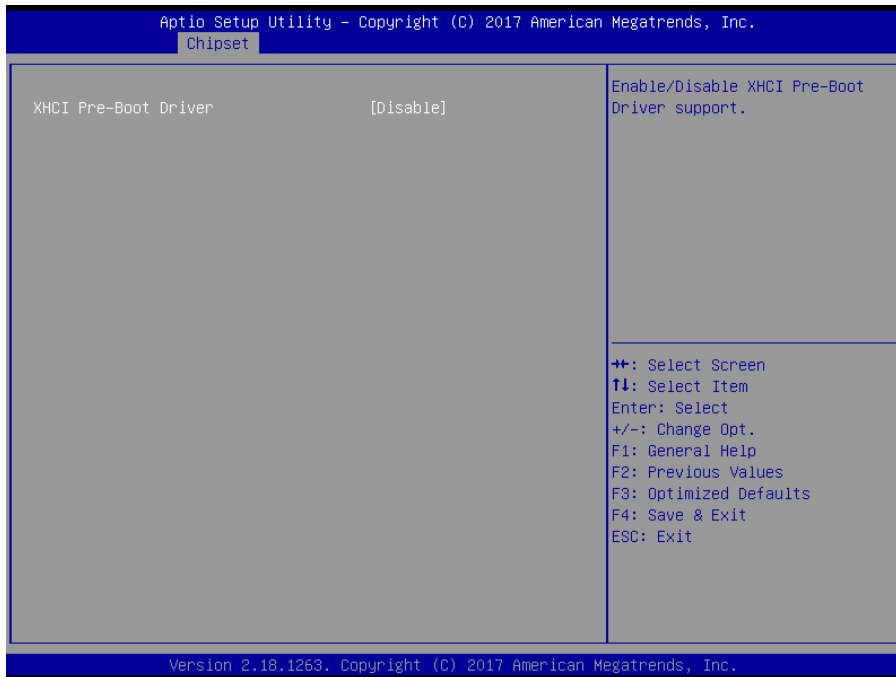 Aptio Setup Utility – Copyright (C) 2017 American Megatrends, Inc.
Chipset
XHCI Pre-Boot Driver [Disable]
Enable/Disable XHCI Pre-Boot
Driver support.
→←: Select Screen
↑↓: Select Item
Enter: Select
+/-: Change Opt.
F1: General Help
F2: Previous Values
F3: Optimized Defaults
F4: Save & Exit
ESC: Exit
Version 2.18.1263. Copyright (C) 2017 American Megatrends, Inc.